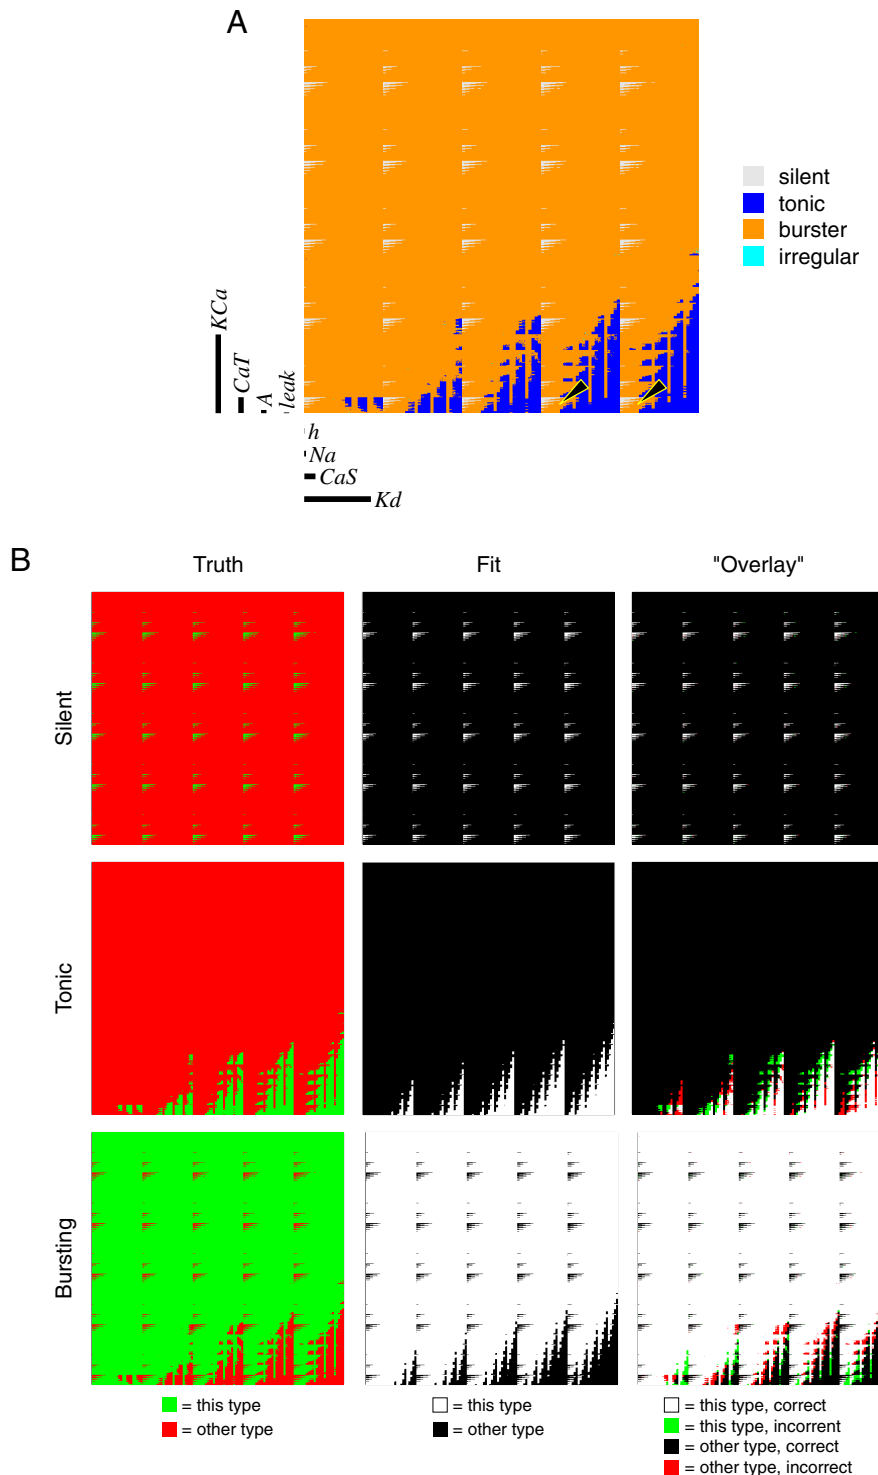 A
silent
tonic
burster
irregular
KCa
CaT
A
leak
h
Na
CaS
Kd
B
Truth
Fit
"Overlay"
Silent
Tonic
Bursting
= this type
= other type
= this type
= other type
= this type, correct
= this type, incorrent
= other type, correct
= other type, incorrect